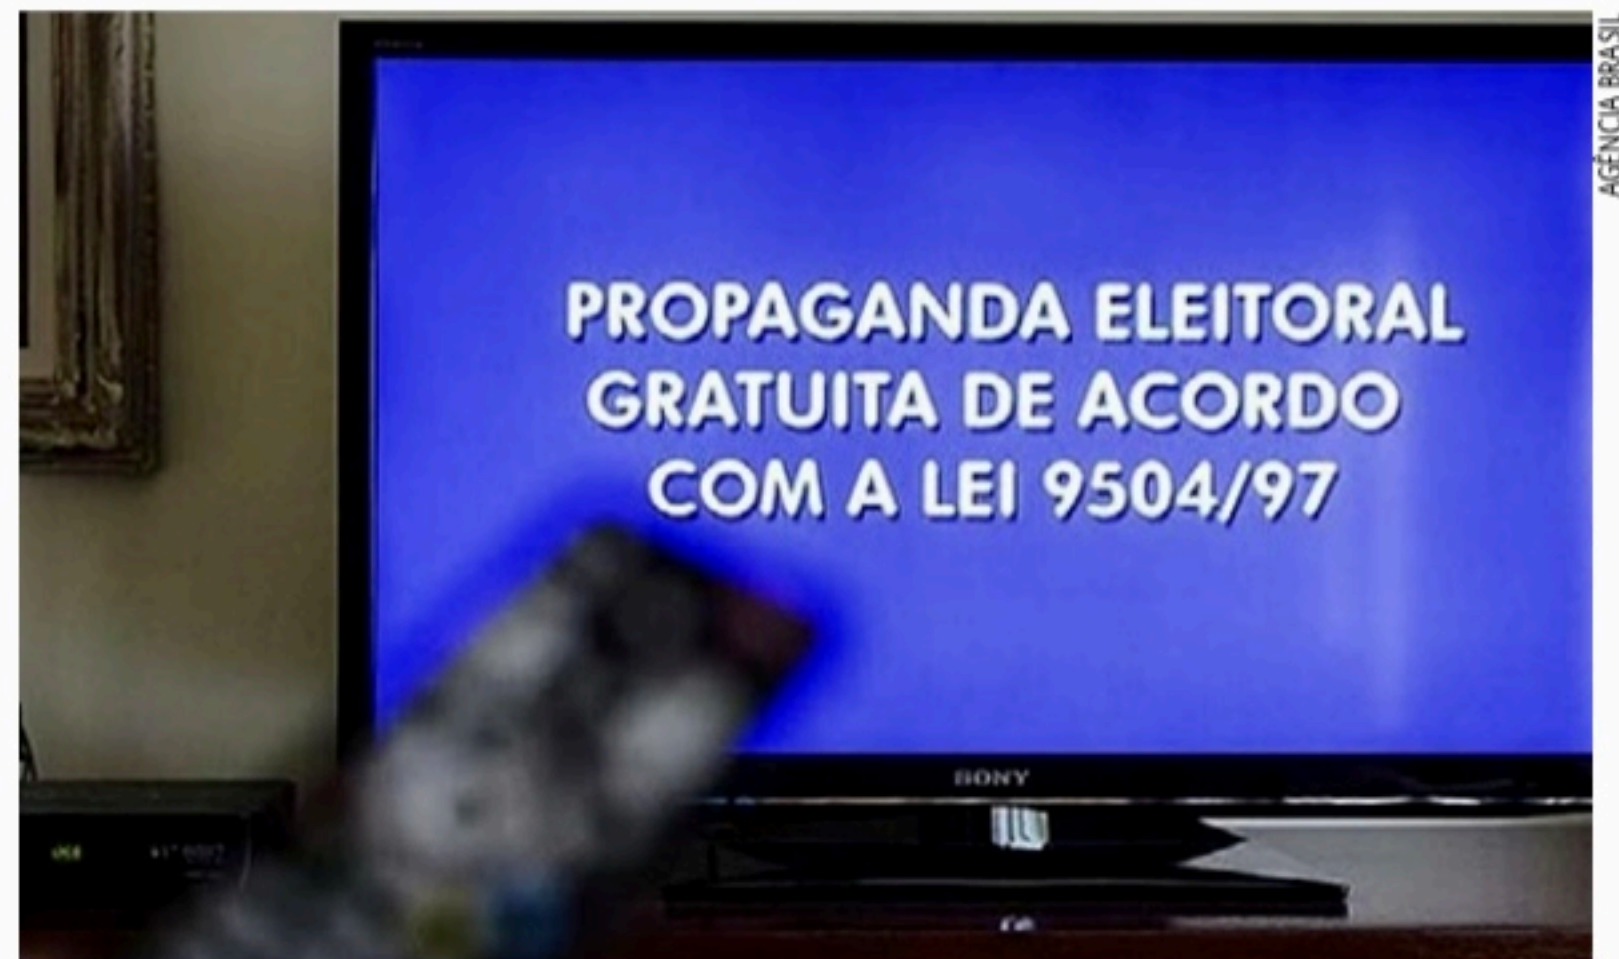 PROPAGANDA ELEITORAL
GRATUITA DE ACORDO
COM A LEI 9504/97
SONY
AGÊNCIA BRASIL